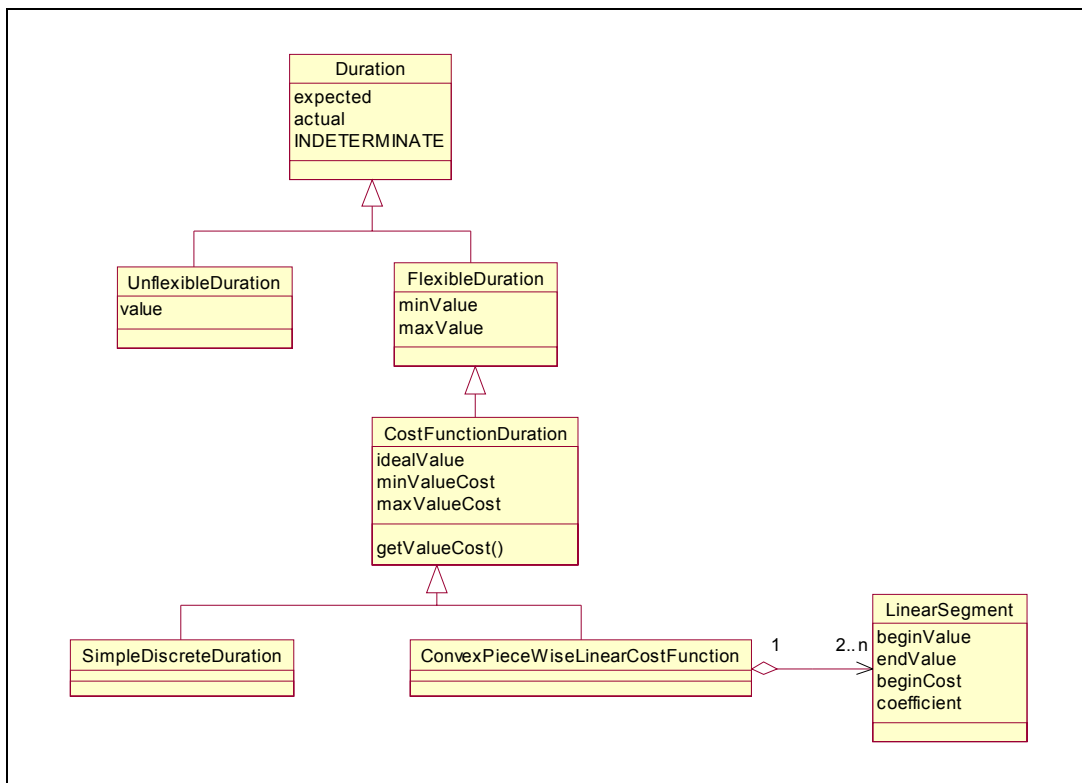 Duration
expected
actual
INDETERMINATE
UnflexibleDuration
value
FlexibleDuration
minValue
maxValue
CostFunctionDuration
idealValue
minValueCost
maxValueCost
getValueCost()
SimpleDiscreteDuration
ConvexPieceWiseLinearCostFunction
1
2..n
LinearSegment
beginValue
endValue
beginCost
coefficient